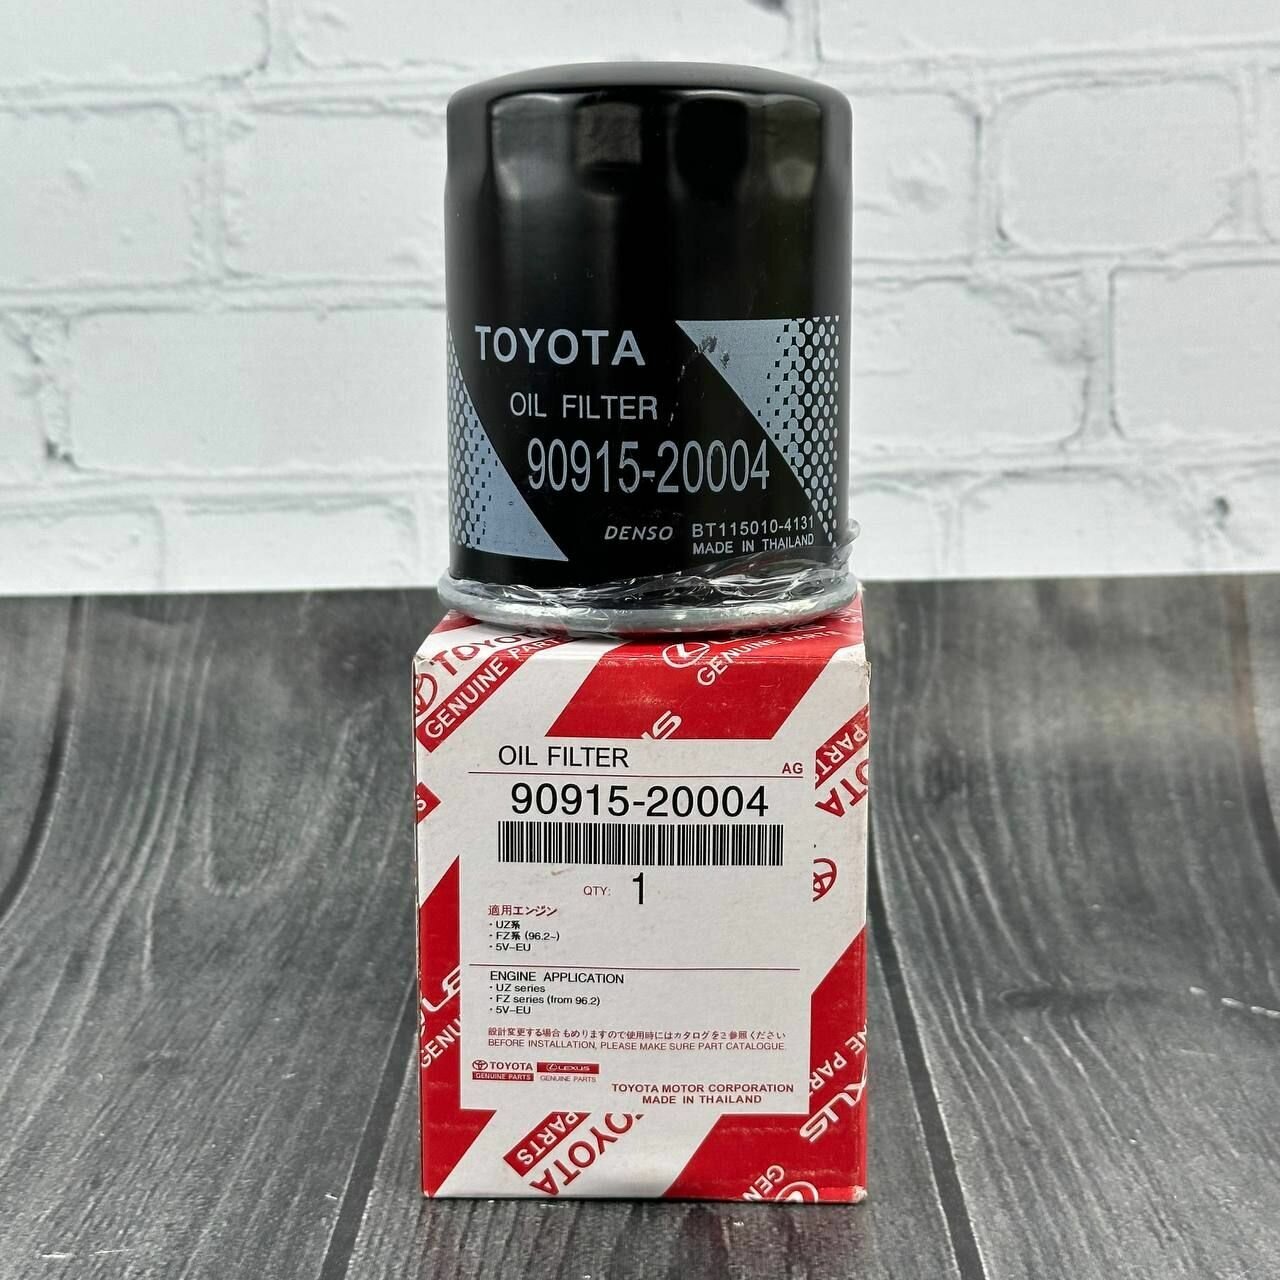 TOYOTA
OIL FILTER
90915-20004
DENSO BT115010-4131
MADE IN THAILAND
TOYOTA
GENUINE PARTS
GENUINE PARTS
OIL FILTER
AG
90915-20004
QTY: 1
適用エンジン
・UZ系
・FZ系 (96.2~)
・5V-EU
ENGINE APPLICATION
・UZ series
・FZ series (from 96.2)
・5V-EU
設計変更する場合もめりますので使用時にはカタログをさ参照ください
BEFORE INSTALLATION, PLEASE MAKE SURE PART CATALOGUE.
TOYOTA LEXUS
GENUINE PARTS GENUINE PARTS
TOYOTA MOTOR CORPORATION
MADE IN THAILAND
PARTS
TOYOTA
PARTS
TOYOTA